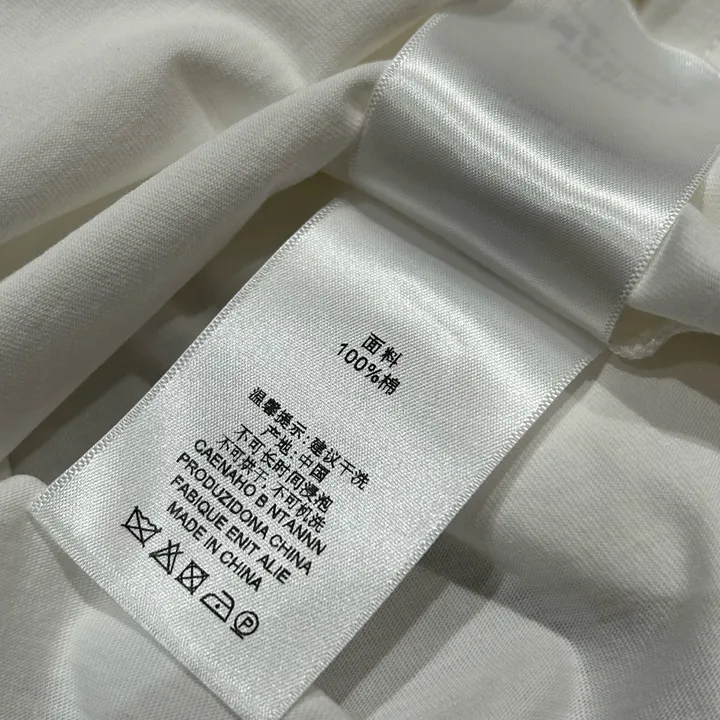 面料
100%棉
温馨提示:建议干洗
产地:中国
不可长时间浸泡
不可烘干,不可机洗
CAENAHO B NTANNN
PRODUZIDONA CHINA
FABIQUE ENIT ALIE
MADE IN CHINA
P